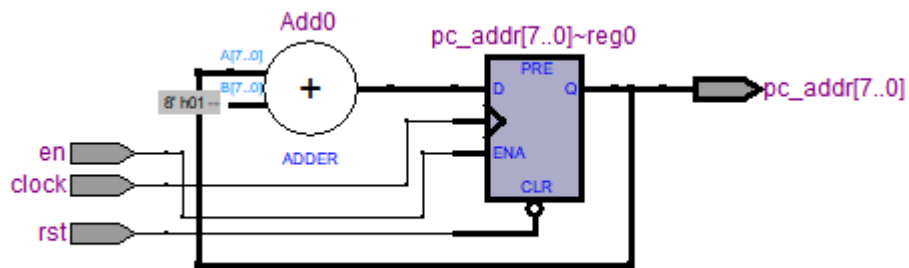 Add0
pc_addr[7..0]~reg0
A[7..0]
B[7..0]
8' h01 --
+
PRE
D
Q
pc_addr[7..0]
ENA
CLR
ADDER
en
clock
rst